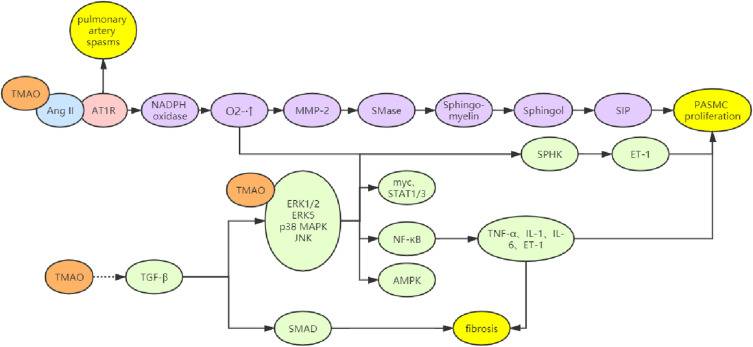 pulmonary
artery
spasms
TMAO
Ang II
AT1R
NADPH
oxidase
O2-·↑
MMP-2
SMase
Sphingo-
myelin
Sphingol
SIP
PASMC
proliferation
SPHK
ET-1
TMAO
ERK1/2
ERK5
p38 MAPK
JNK
myc.
STAT1/3
NF-κB
TNF-α、IL-1、IL-
6、ET-1
AMPK
TMAO
TGF-β
SMAD
fibrosis